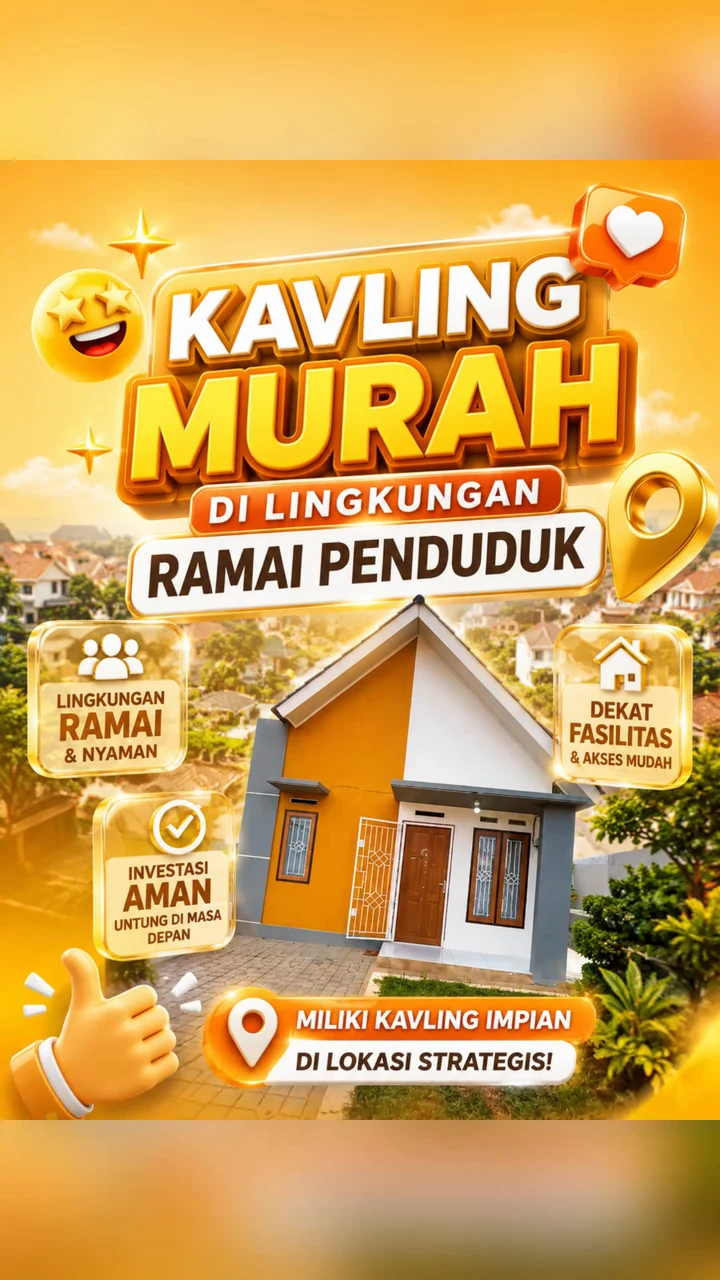 KAVLING
MURAH
DI LINGKUNGAN
RAMAI PENDUDUK
LINGKUNGAN
RAMAI
& NYAMAN
DEKAT
FASILITAS
& AKSES MUDAH
INVESTASI
AMAN
UNTUNG DI MASA
DEPAN
MILIKI KAVLING IMPIAN
DI LOKASI STRATEGIS!